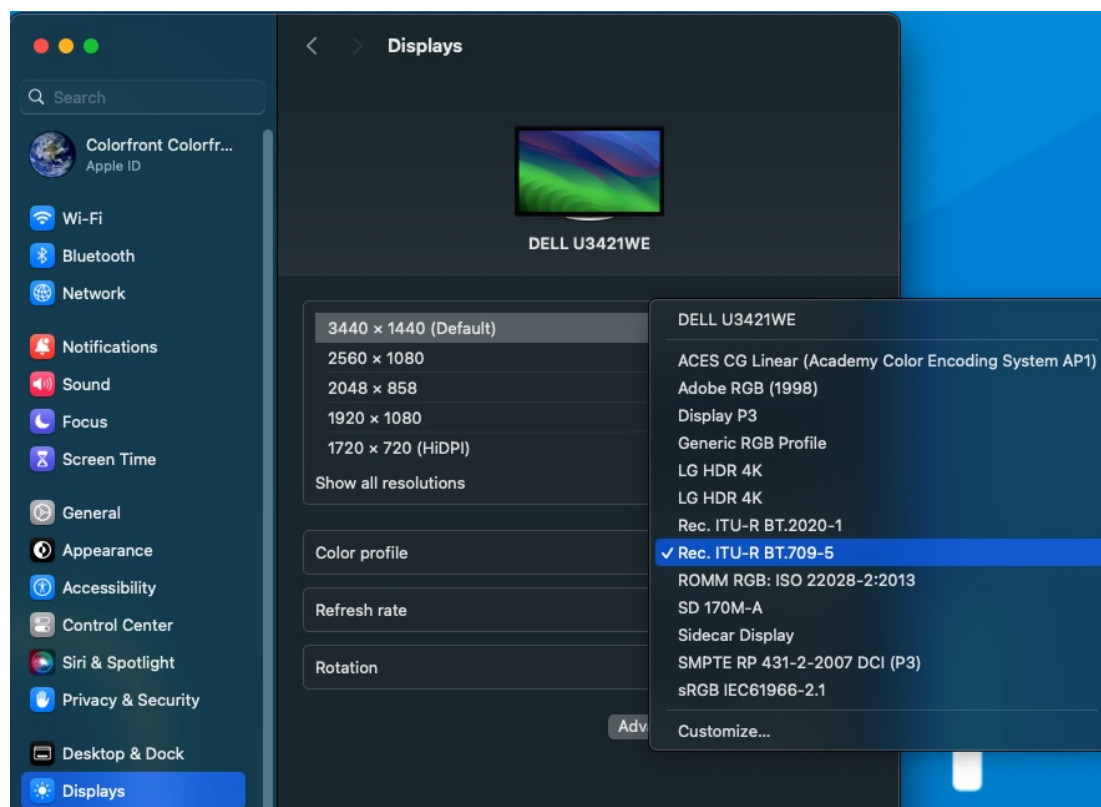 Displays
Search
Colorfront Colorfr...
Apple ID
Wi-Fi
Bluetooth
Network
Notifications
Sound
Focus
Screen Time
General
Appearance
Accessibility
Control Center
Siri & Spotlight
Privacy & Security
Desktop & Dock
Displays
DELL U3421WE
3440 × 1440 (Default)
2560 × 1080
2048 × 858
1920 × 1080
1720 × 720 (HiDPI)
Show all resolutions
Color profile
Refresh rate
Rotation
Adv
DELL U3421WE
ACES CG Linear (Academy Color Encoding System AP1)
Adobe RGB (1998)
Display P3
Generic RGB Profile
LG HDR 4K
LG HDR 4K
Rec. ITU-R BT.2020-1
✓ Rec. ITU-R BT.709-5
ROMM RGB: ISO 22028-2:2013
SD 170M-A
Sidecar Display
SMPTE RP 431-2-2007 DCI (P3)
sRGB IEC61966-2.1
Customize...